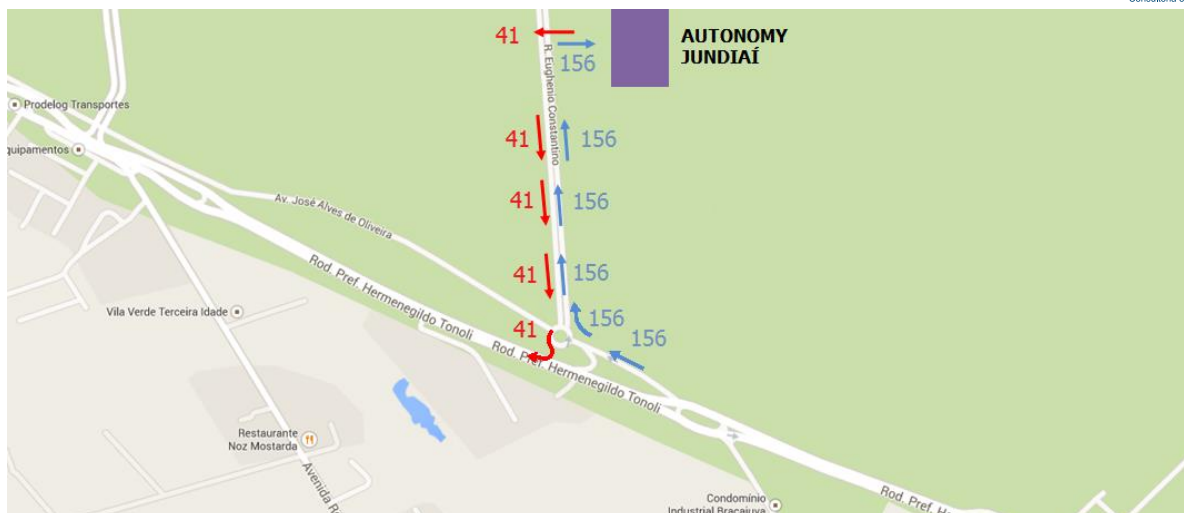 41
156
AUTONOMY
JUNDIAÍ
R. Eughenio Constantino
Prodelog Transportes
quipamentos
41
156
41
156
Av. José Alves de Oliveira
Rod. Pref. Hermenegildo Tonoli
41
156
Vila Verde Terceira Idade
41
156
156
Rod. Pref. Hermenegildo Tonoli
Restaurante
Noz Mostarda
Avenida R
Condomínio
Industrial Bracaiuva
Rod. Pref. He